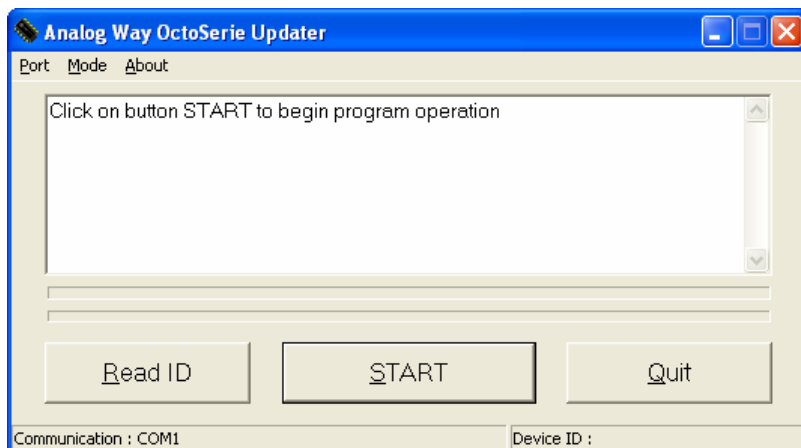 Analog Way OctoSerie Updater
Port Mode About
Click on button START to begin program operation
Read ID START Quit
Communication : COM1 Device ID :